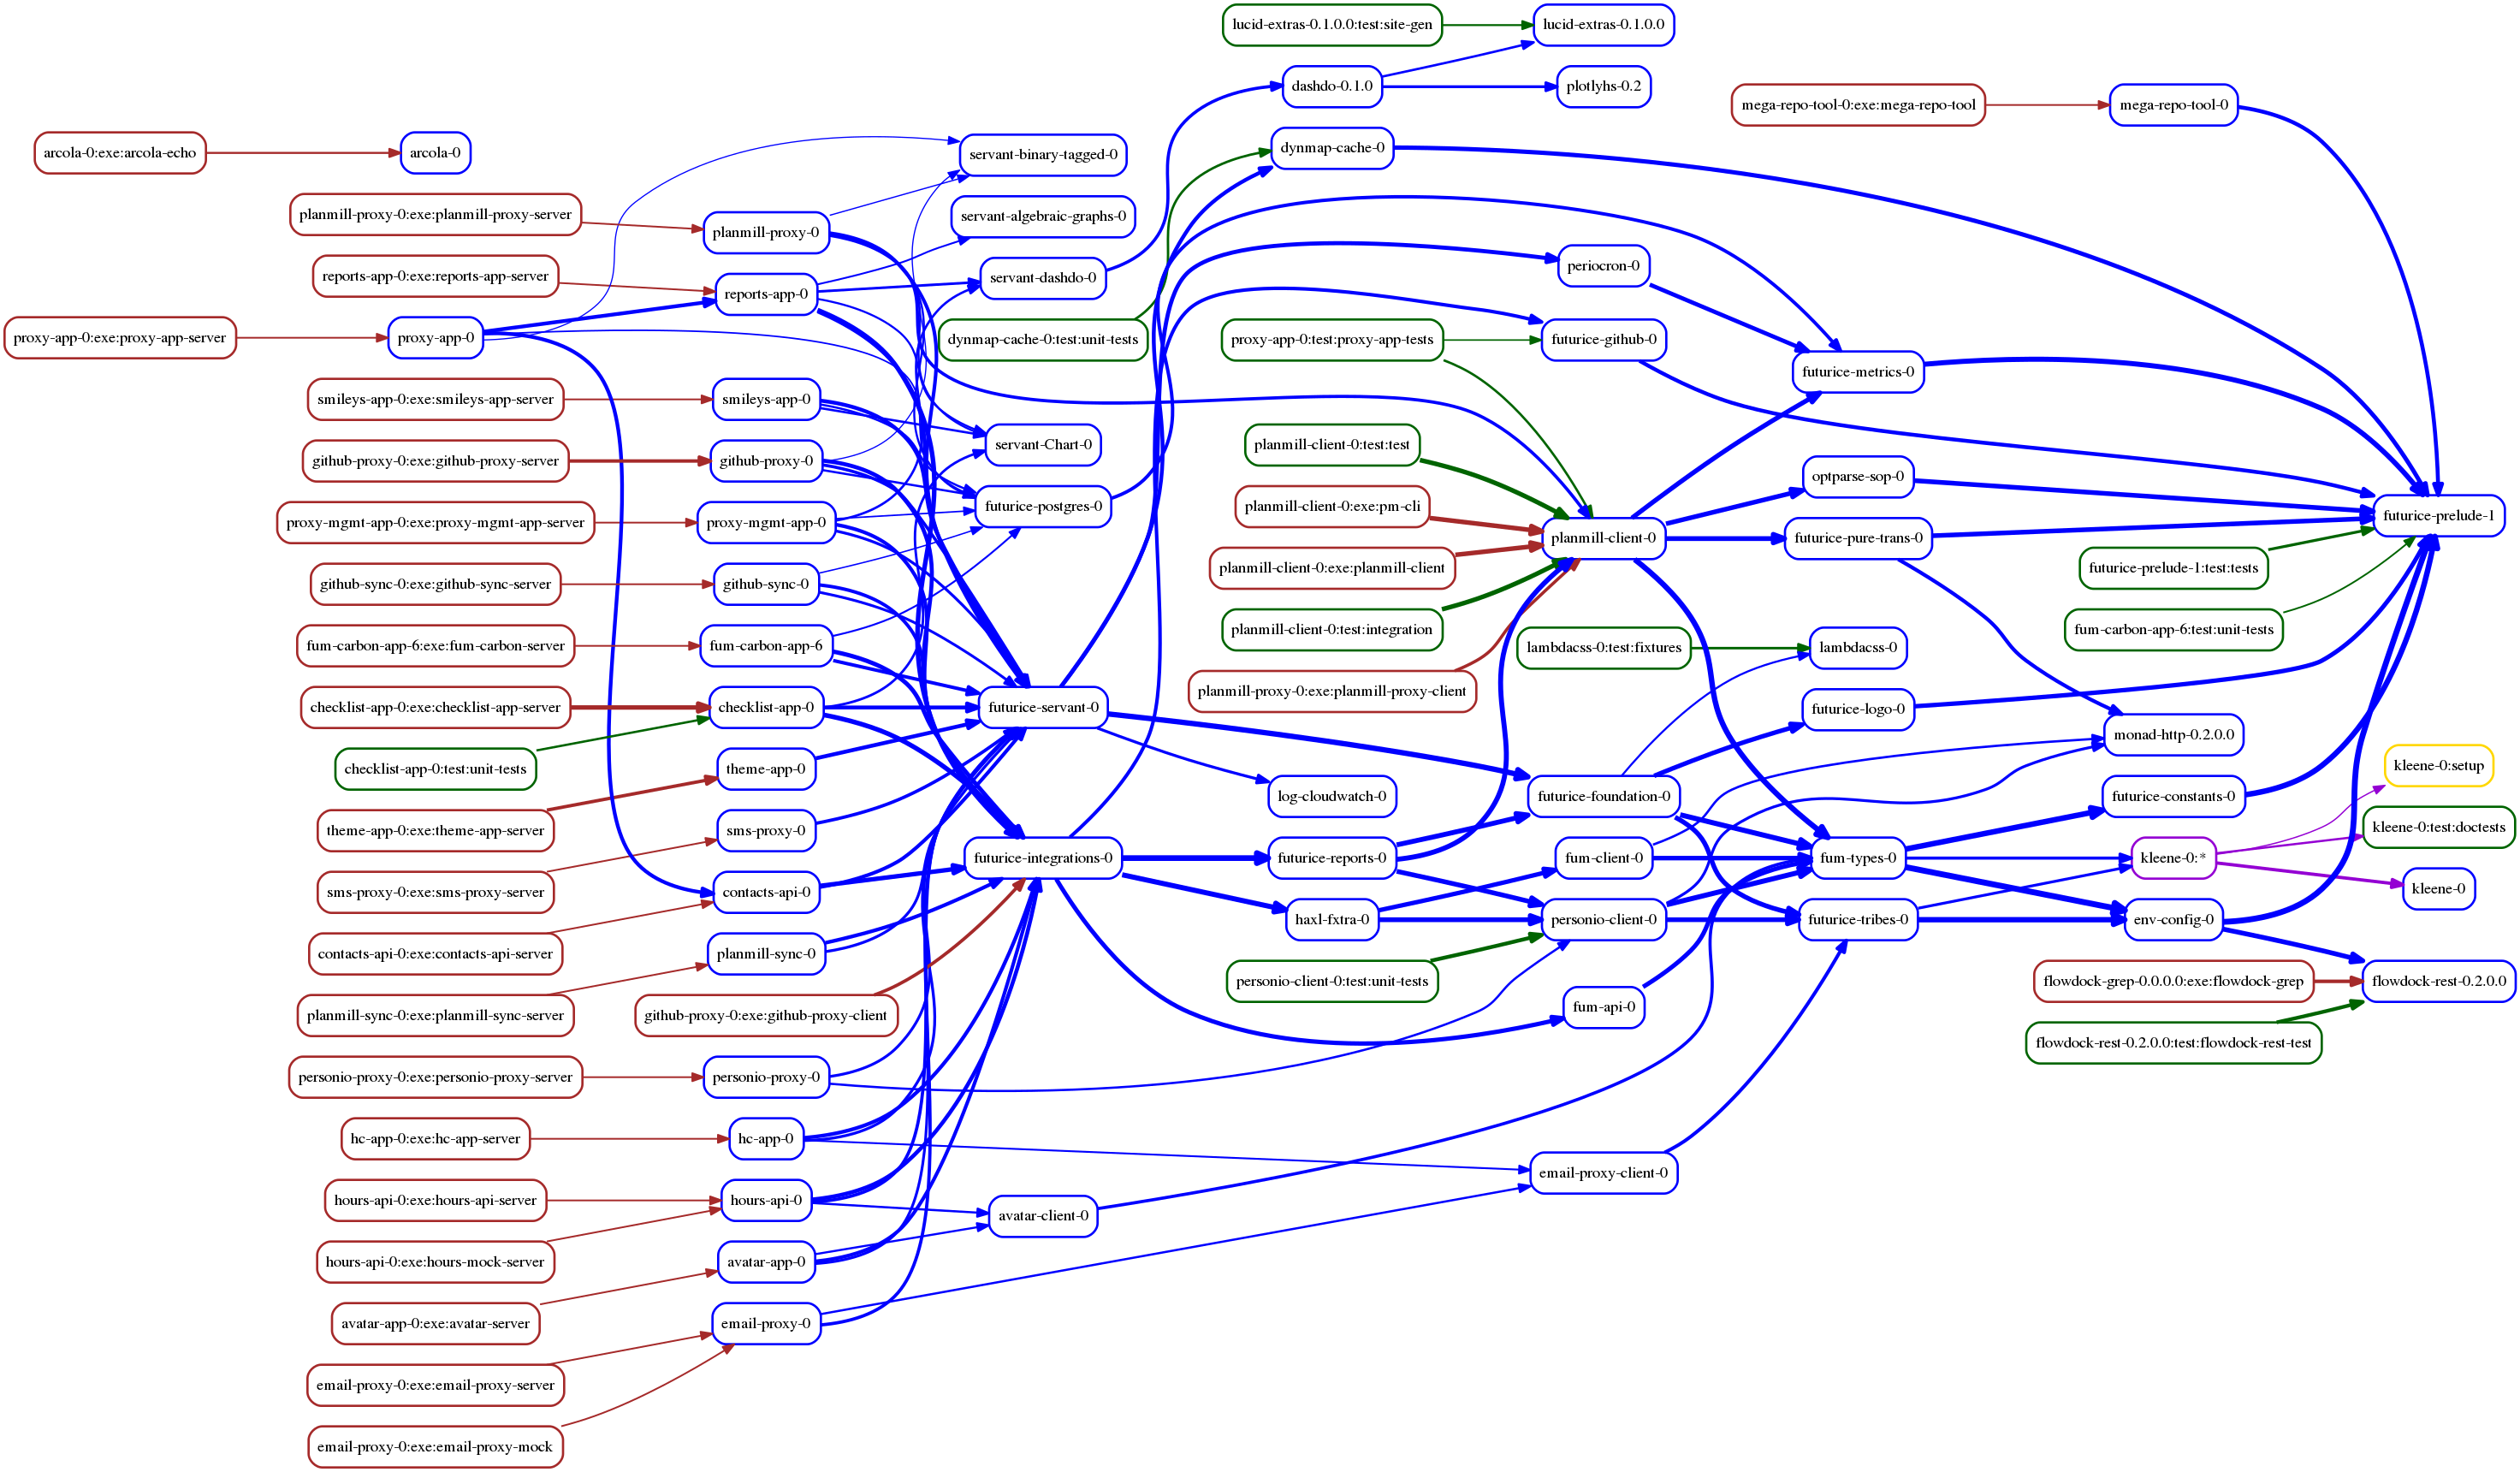 lucid-extras-0.1.0.0:test:site-gen
lucid-extras-0.1.0.0
dashdo-0.1.0
plotlyhs-0.2
mega-repo-tool-0:exe:mega-repo-tool
mega-repo-tool-0
arcola-0:exe:arcola-echo
arcola-0
servant-binary-tagged-0
dynmap-cache-0
planmill-proxy-0:exe:planmill-proxy-server
planmill-proxy-0
servant-algebraic-graphs-0
reports-app-0:exe:reports-app-server
reports-app-0
servant-dashdo-0
periocron-0
proxy-app-0:exe:proxy-app-server
proxy-app-0
dynmap-cache-0:test:unit-tests
proxy-app-0:test:proxy-app-tests
futurice-github-0
futurice-metrics-0
smileys-app-0:exe:smileys-app-server
smileys-app-0
servant-Chart-0
planmill-client-0:test:test
github-proxy-0:exe:github-proxy-server
github-proxy-0
optparse-sop-0
futurice-postgres-0
planmill-client-0:exe:pm-cli
futurice-prelude-1
proxy-mgmt-app-0:exe:proxy-mgmt-app-server
proxy-mgmt-app-0
planmill-client-0
futurice-pure-trans-0
planmill-client-0:exe:planmill-client
futurice-prelude-1:test:tests
github-sync-0:exe:github-sync-server
github-sync-0
planmill-client-0:test:integration
fum-carbon-app-6:test:unit-tests
fum-carbon-app-6:exe:fum-carbon-server
fum-carbon-app-6
lambdacss-0:test:fixtures
lambdacss-0
planmill-proxy-0:exe:planmill-proxy-client
checklist-app-0:exe:checklist-app-server
checklist-app-0
futurice-servant-0
futurice-logo-0
monad-http-0.2.0.0
checklist-app-0:test:unit-tests
theme-app-0
kleene-0:setup
log-cloudwatch-0
futurice-foundation-0
futurice-constants-0
theme-app-0:exe:theme-app-server
sms-proxy-0
kleene-0:test:doctests
futurice-integrations-0
futurice-reports-0
fum-client-0
fum-types-0
kleene-0:*
kleene-0
sms-proxy-0:exe:sms-proxy-server
contacts-api-0
haxl-fxtra-0
personio-client-0
futurice-tribes-0
env-config-0
contacts-api-0:exe:contacts-api-server
planmill-sync-0
personio-client-0:test:unit-tests
flowdock-grep-0.0.0.0:exe:flowdock-grep
flowdock-rest-0.2.0.0
planmill-sync-0:exe:planmill-sync-server
github-proxy-0:exe:github-proxy-client
fum-api-0
flowdock-rest-0.2.0.0:test:flowdock-rest-test
personio-proxy-0:exe:personio-proxy-server
personio-proxy-0
hc-app-0:exe:hc-app-server
hc-app-0
email-proxy-client-0
hours-api-0:exe:hours-api-server
hours-api-0
avatar-client-0
hours-api-0:exe:hours-mock-server
avatar-app-0
avatar-app-0:exe:avatar-server
email-proxy-0
email-proxy-0:exe:email-proxy-server
email-proxy-0:exe:email-proxy-mock